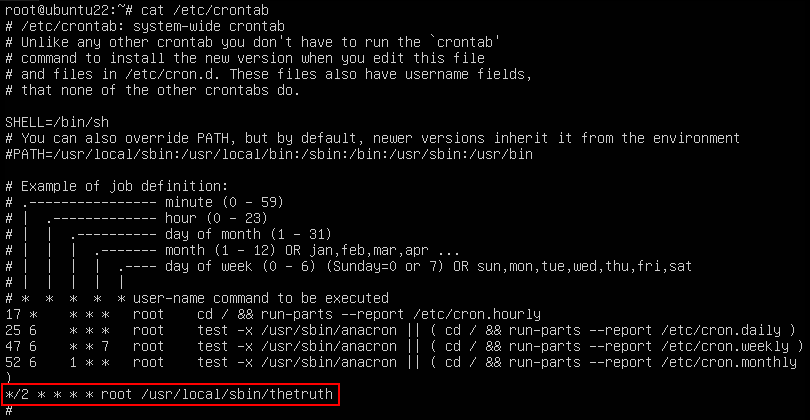 root@ubuntu22:~# cat /etc/crontab
# /etc/crontab: system-wide crontab
# Unlike any other crontab you don't have to run the `crontab'
# command to install the new version when you edit this file
# and files in /etc/cron.d. These files also have username fields,
# that none of the other crontabs do.

SHELL=/bin/sh
# You can also override PATH, but by default, newer versions inherit it from the environment
#PATH=/usr/local/sbin:/usr/local/bin:/sbin:/bin:/usr/sbin:/usr/bin

# Example of job definition:
# .---------------- minute (0 - 59)
# |  .------------- hour (0 - 23)
# |  |  .---------- day of month (1 - 31)
# |  |  |  .------- month (1 - 12) OR jan,feb,mar,apr ...
# |  |  |  |  .---- day of week (0 - 6) (Sunday=0 or 7) OR sun,mon,tue,wed,thu,fri,sat
# |  |  |  |  |
# *  *  *  *  * user-name command to be executed
17 *    * * *   root    cd / && run-parts --report /etc/cron.hourly
25 6    * * *   root    test -x /usr/sbin/anacron || ( cd / && run-parts --report /etc/cron.daily )
47 6    * * 7   root    test -x /usr/sbin/anacron || ( cd / && run-parts --report /etc/cron.weekly )
52 6    1 * *   root    test -x /usr/sbin/anacron || ( cd / && run-parts --report /etc/cron.monthly
)
*/2 * * * * root /usr/local/sbin/thetruth
#